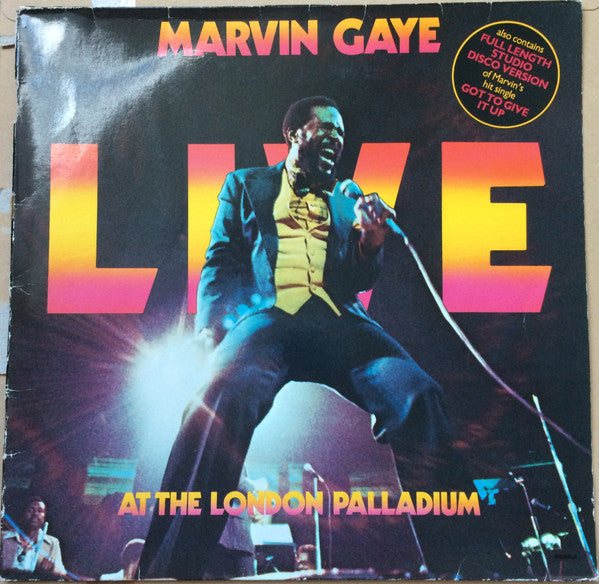 MARVIN GAYE
also contains
FULL LENGTH
STUDIO
DISCO VERSION
of Marvin's
hit single
GOT TO GIVE
IT UP
LIVE
AT THE LONDON PALLADIUM